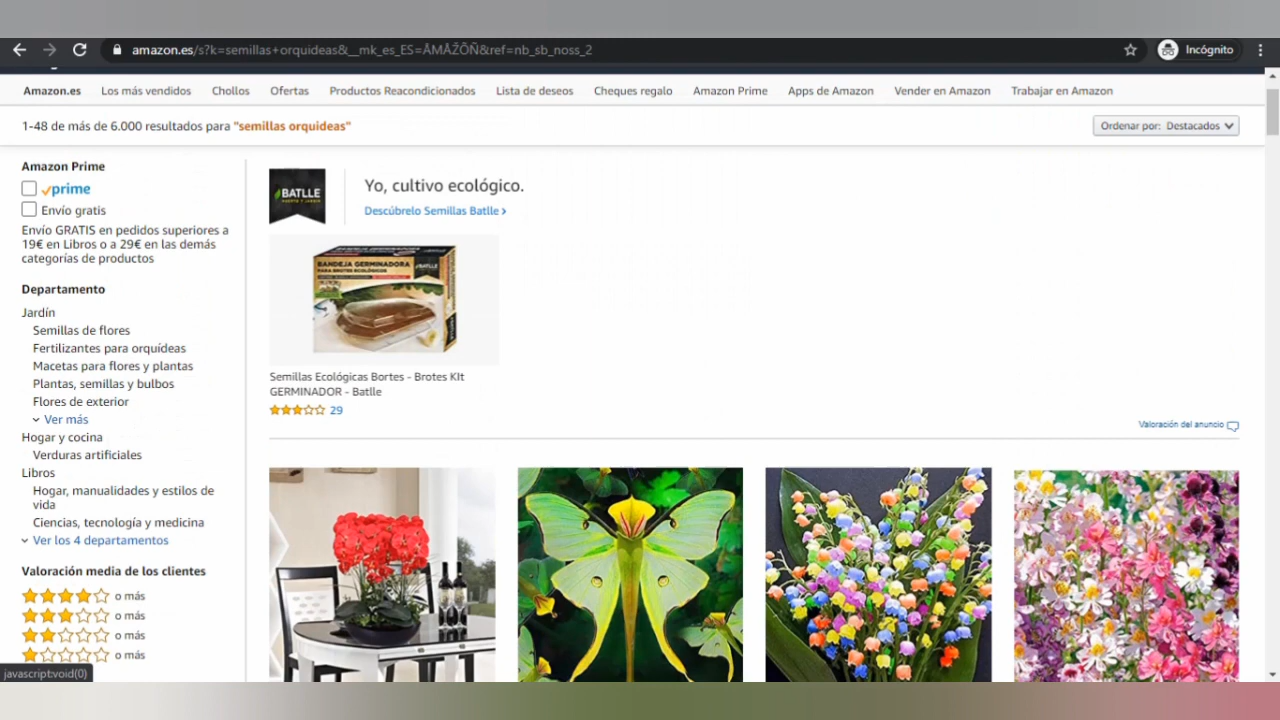 amazon.es/s?k=semillas+orquideas&__mk_es_ES=ÅMÅŽÕÑ&ref=nb_sb_noss_2
Incógnito
Amazon.es Los más vendidos Chollos Ofertas Productos Reacondicionados Lista de deseos Cheques regalo Amazon Prime Apps de Amazon Vender en Amazon Trabajar en Amazon
1-48 de más de 6.000 resultados para "semillas orquideas"
Ordenar por: Destacados
Amazon Prime
prime
Envío gratis
Envío GRATIS en pedidos superiores a
19€ en Libros o a 29€ en las demás
categorías de productos
Departamento
Jardín
Semillas de flores
Fertilizantes para orquídeas
Macetas para flores y plantas
Plantas, semillas y bulbos
Flores de exterior
Ver más
Hogar y cocina
Verduras artificiales
Libros
Hogar, manualidades y estilos de
vida
Ciencias, tecnología y medicina
Ver los 4 departamentos
Valoración media de los clientes
o más
o más
o más
o más
javascript:void(0)
BATLLE
Yo, cultivo ecológico.
Descúbrelo Semillas Batlle ›
BANDEJA GERMINADORA
PARA BROTES ECOLÓGICOS
BATLLE
Semillas Ecológicas Bortes - Brotes KIt
GERMINADOR - Batlle
29
Valoración del anuncio